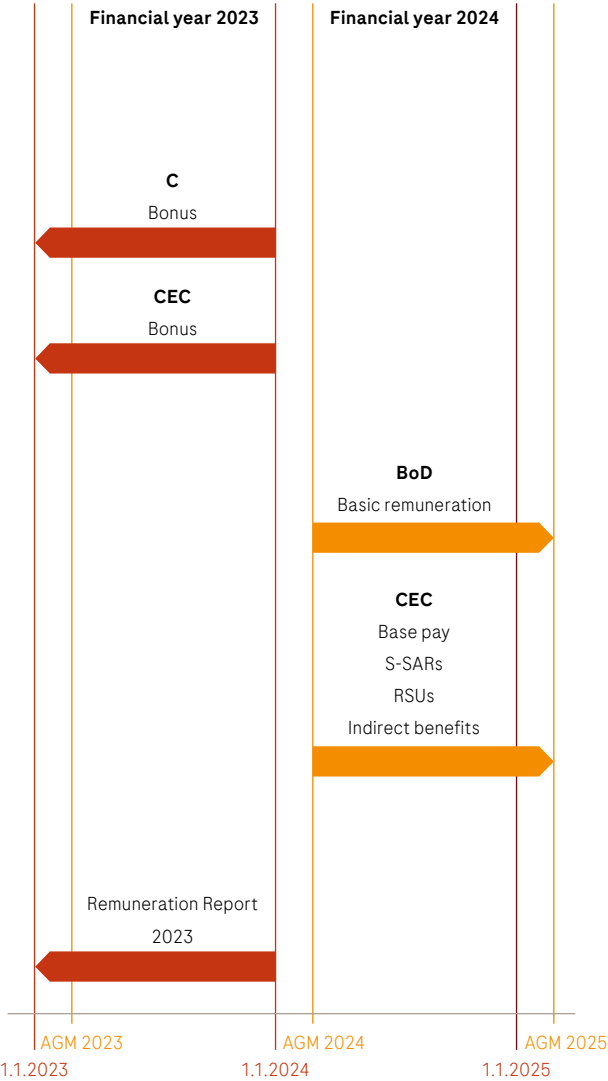 Financial year 2023
Financial year 2024
C
Bonus
CEC
Bonus
BoD
Basic remuneration
CEC
Base pay
S-SARs
RSUs
Indirect benefits
Remuneration Report
2023
AGM 2023
AGM 2024
AGM 2025
1.1.2023
1.1.2024
1.1.2025